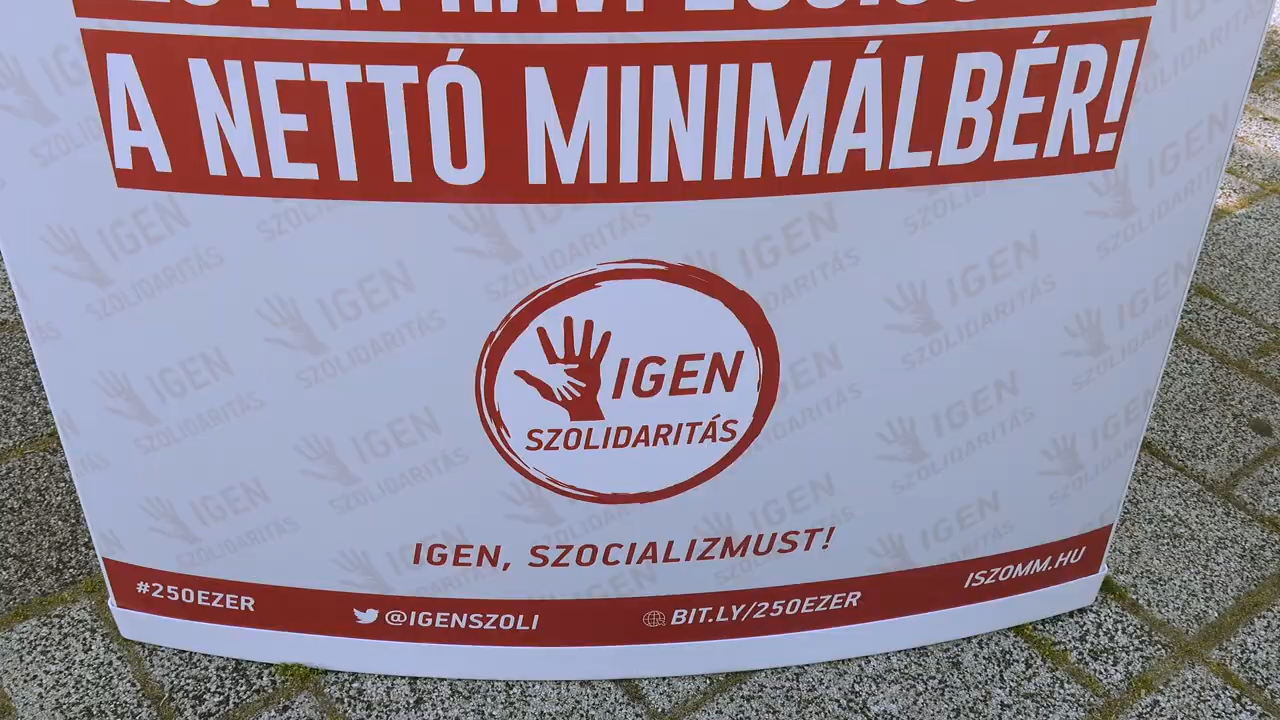 A NETTÓ MINIMÁLBÉR!
IGEN
SZOLIDARITÁS
IGEN, SZOCIALIZMUST!
#250EZER
@IGENSZOLI
BIT.LY/250EZER
ISZOMM.HU